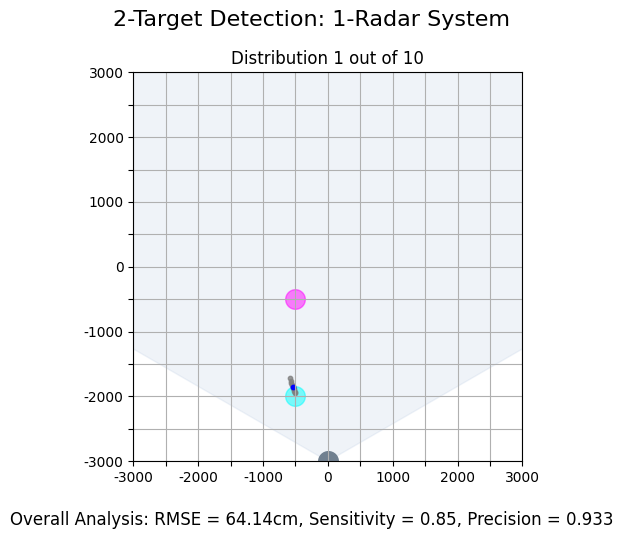 2-Target Detection: 1-Radar System
Distribution 1 out of 10
3000
2000
1000
0
-1000
-2000
-3000
-3000 -2000 -1000 0 1000 2000 3000
Overall Analysis: RMSE = 64.14cm, Sensitivity = 0.85, Precision = 0.933